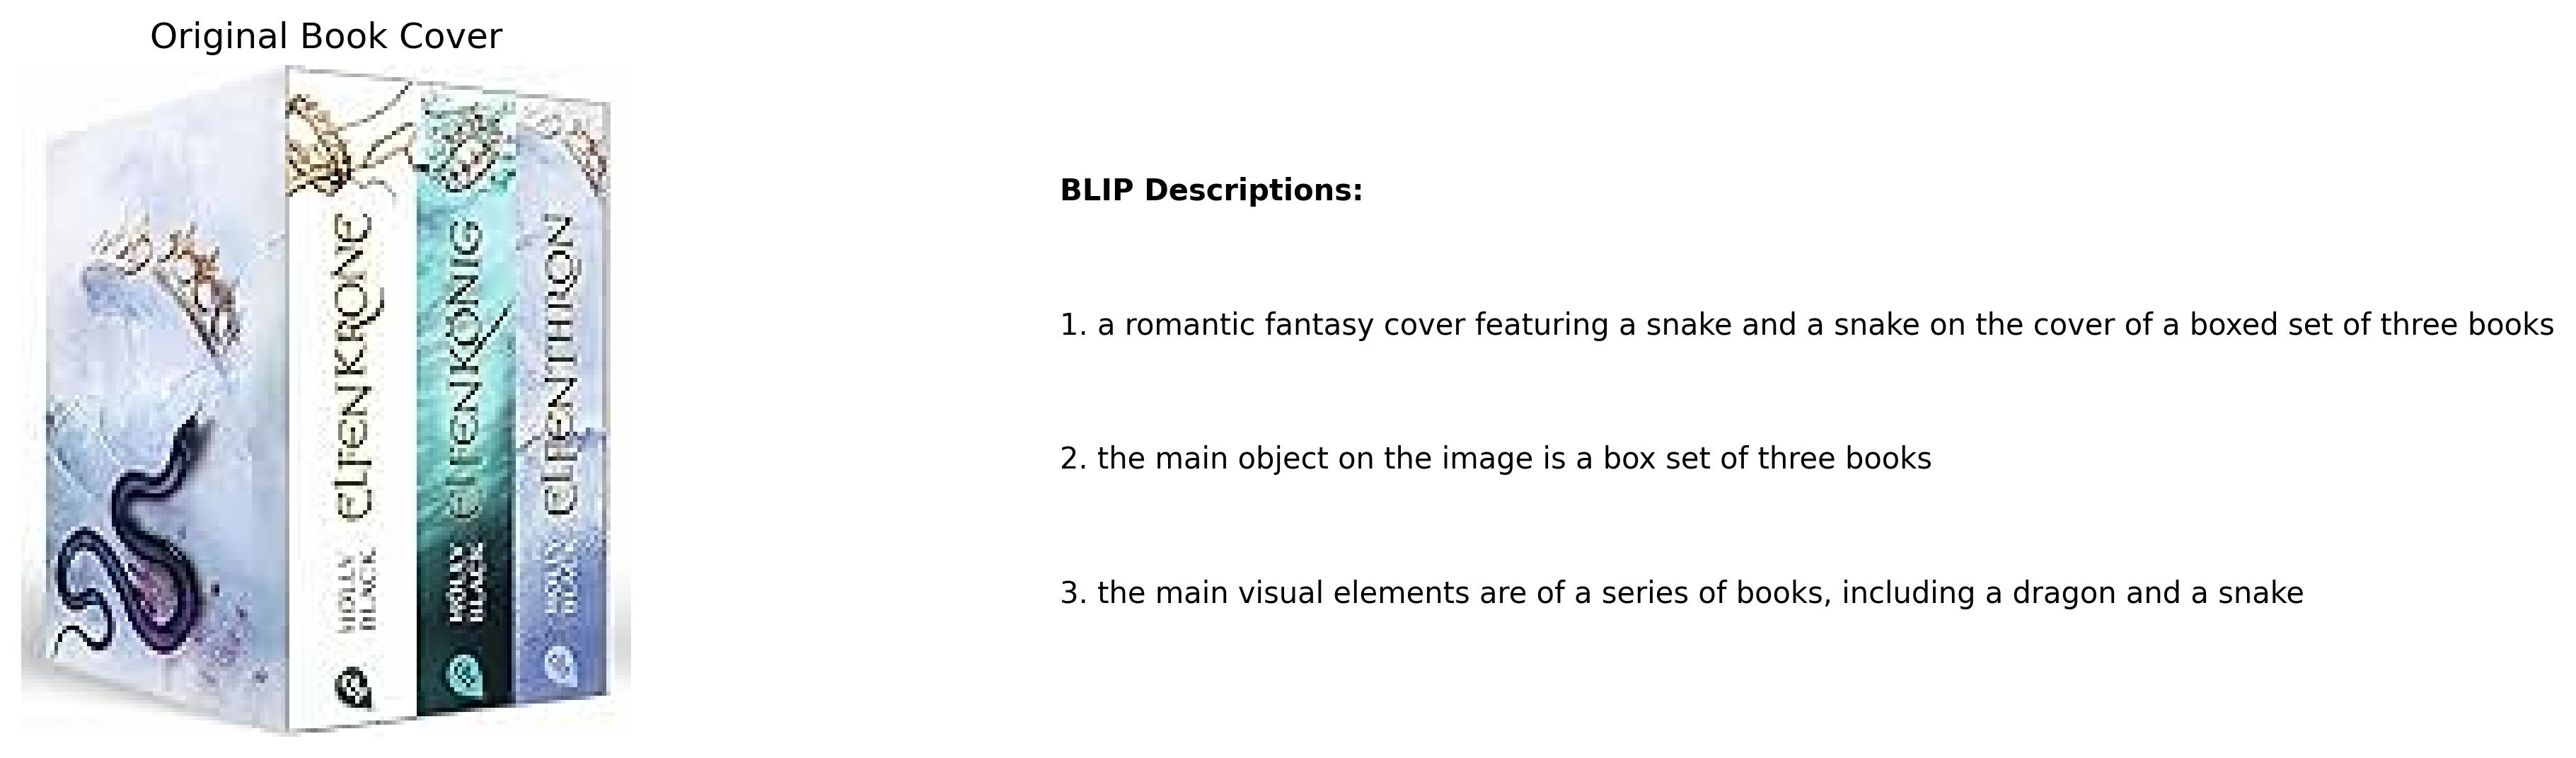 Original Book Cover
ELFENKRONE
HOLLY
BLACK
ELFENKÖNIG
HOLLY
BLACK
ELFENTHRON
HOLLY
BLACK
BLIP Descriptions:
1. a romantic fantasy cover featuring a snake and a snake on the cover of a boxed set of three books
2. the main object on the image is a box set of three books
3. the main visual elements are of a series of books, including a dragon and a snake